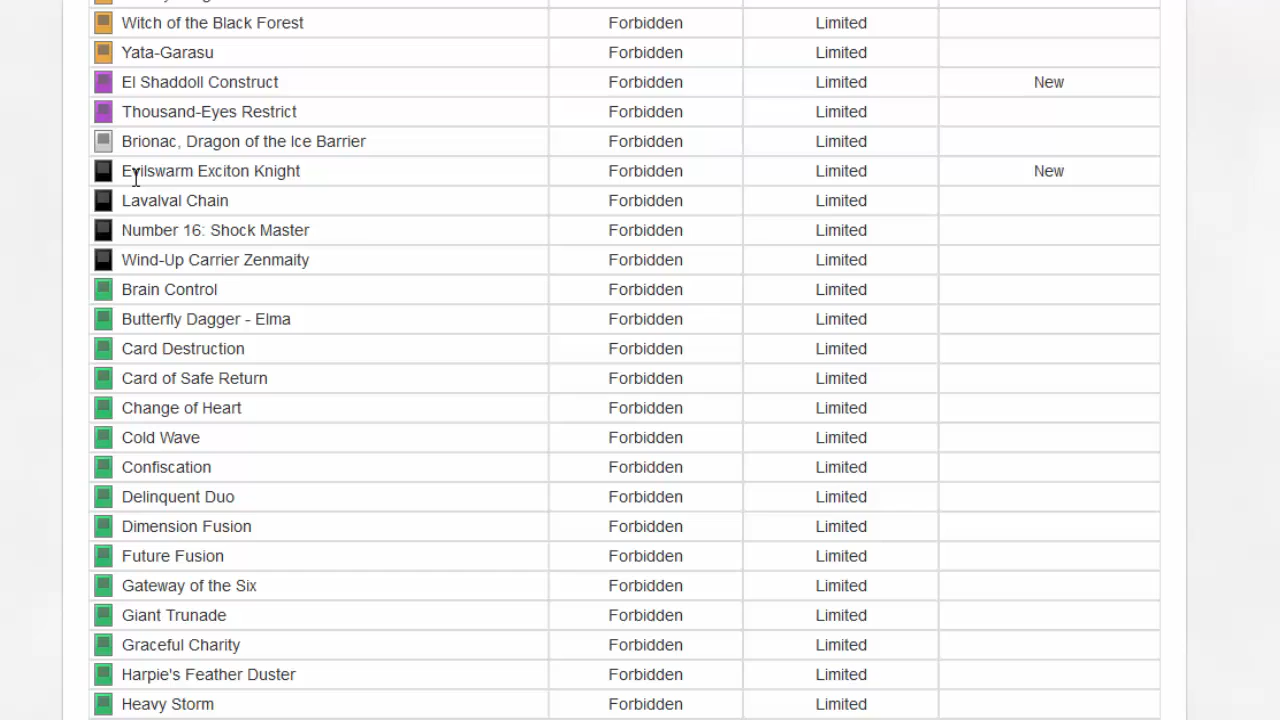 Witch of the Black Forest Forbidden Limited
Yata-Garasu Forbidden Limited
El Shaddoll Construct Forbidden Limited New
Thousand-Eyes Restrict Forbidden Limited
Brionac, Dragon of the Ice Barrier Forbidden Limited
Evilswarm Exciton Knight Forbidden Limited New
Lavalval Chain Forbidden Limited
Number 16: Shock Master Forbidden Limited
Wind-Up Carrier Zenmaity Forbidden Limited
Brain Control Forbidden Limited
Butterfly Dagger - Elma Forbidden Limited
Card Destruction Forbidden Limited
Card of Safe Return Forbidden Limited
Change of Heart Forbidden Limited
Cold Wave Forbidden Limited
Confiscation Forbidden Limited
Delinquent Duo Forbidden Limited
Dimension Fusion Forbidden Limited
Future Fusion Forbidden Limited
Gateway of the Six Forbidden Limited
Giant Trunade Forbidden Limited
Graceful Charity Forbidden Limited
Harpie's Feather Duster Forbidden Limited
Heavy Storm Forbidden Limited